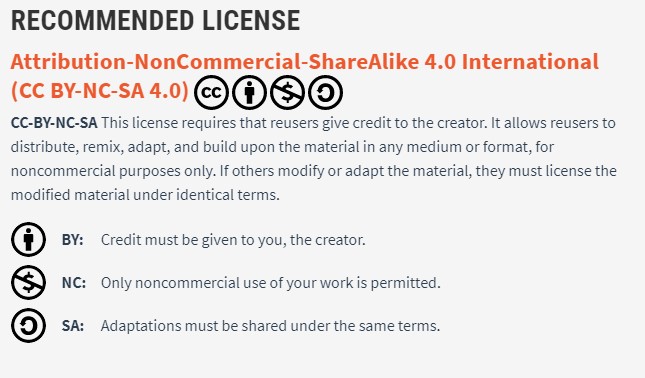 RECOMMENDED LICENSE
Attribution-NonCommercial-ShareAlike 4.0 International
(CC BY-NC-SA 4.0) cc
CC-BY-NC-SA This license requires that reusers give credit to the creator. It allows reusers to
distribute, remix, adapt, and build upon the material in any medium or format, for
noncommercial purposes only. If others modify or adapt the material, they must license the
modified material under identical terms.
BY: Credit must be given to you, the creator.
NC: Only noncommercial use of your work is permitted.
SA: Adaptations must be shared under the same terms.